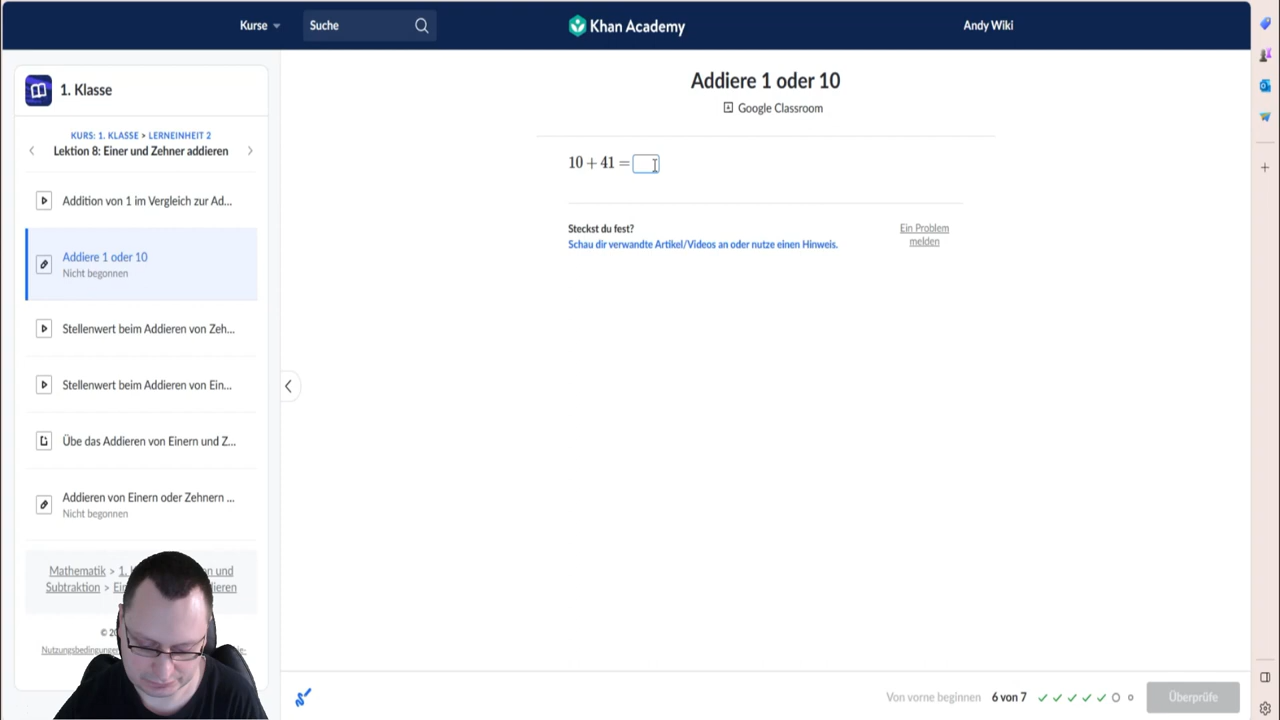 Kurse
Suche
Khan Academy
Andy Wiki
1. Klasse
KURS: 1. KLASSE > LERNEINHEIT 2
Lektion 8: Einer und Zehner addieren
Addition von 1 im Vergleich zur Ad...
Addiere 1 oder 10
Nicht begonnen
Stellenwert beim Addieren von Zeh...
Stellenwert beim Addieren von Ein...
Übe das Addieren von Einern und Z...
Addieren von Einern oder Zehnern ...
Nicht begonnen
Mathematik > 1.
Subtraktion >
Addiere 1 oder 10
Google Classroom
10 + 41 =
Steckst du fest?
Schau dir verwandte Artikel/Videos an oder nutze einen Hinweis.
Ein Problem
melden
Von vorne beginnen
6 von 7
Überprüfe